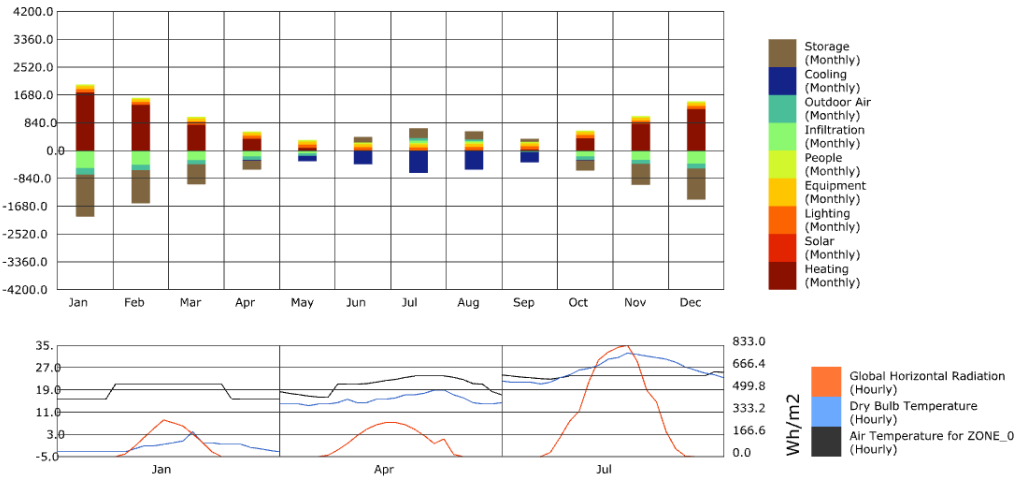 4200.0
3360.0
2520.0
1680.0
840.0
0.0
-840.0
-1680.0
-2520.0
-3360.0
-4200.0
Jan Feb Mar Apr May Jun Jul Aug Sep Oct Nov Dec
Storage
(Monthly)
Cooling
(Monthly)
Outdoor Air
(Monthly)
Infiltration
(Monthly)
People
(Monthly)
Equipment
(Monthly)
Lighting
(Monthly)
Solar
(Monthly)
Heating
(Monthly)
35.
27.0
19.0
11.0
3.0
-5.0
Jan Apr Jul
833.0
666.4
499.8
333.2
166.6
0.0
Wh/m2
Global Horizontal Radiation
(Hourly)
Dry Bulb Temperature
(Hourly)
Air Temperature for ZONE_0
(Hourly)